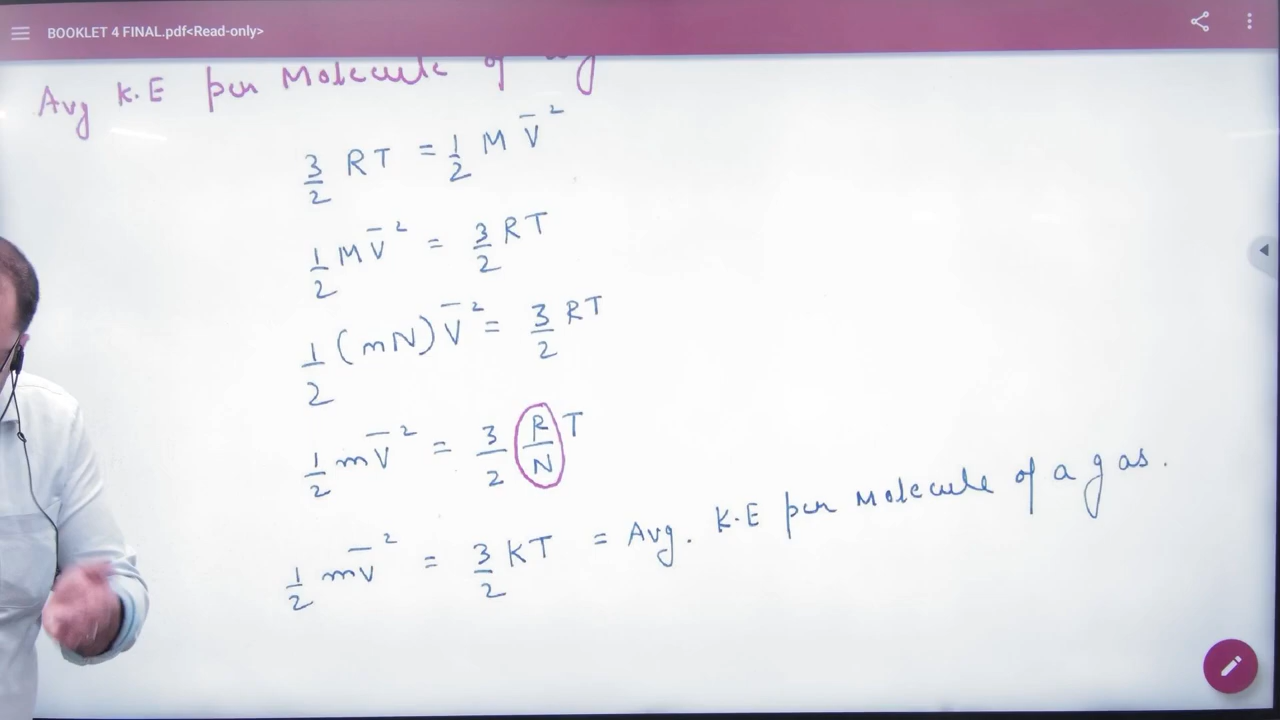 BOOKLET 4 FINAL.pdf<Read-only>
Avg K.E per Molecule of
3/2 RT = 1/2 M V̄²
1/2 M V̄² = 3/2 RT
1/2 (mN) V̄² = 3/2 RT
1/2 m V̄² = 3/2 R/N T
1/2 m V̄² = 3/2 KT = Avg. K.E per Molecule of a gas.